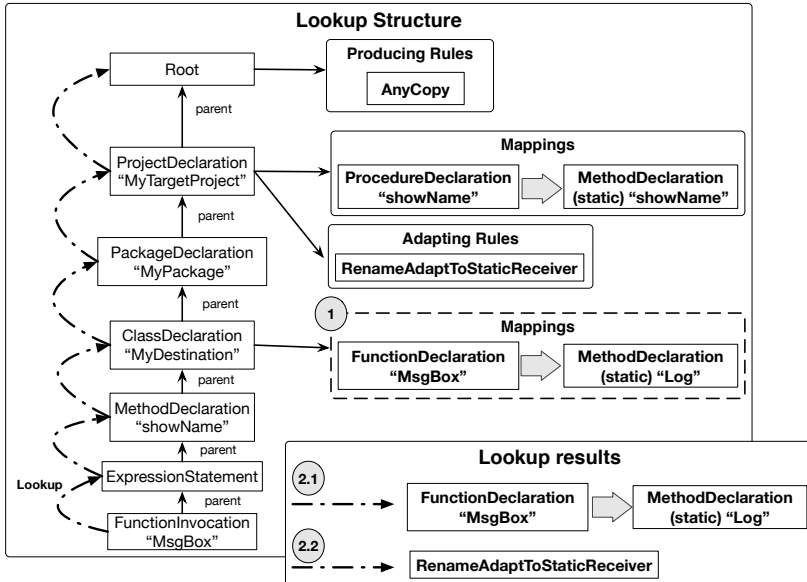 Lookup Structure
Root
Producing Rules
AnyCopy
parent
ProjectDeclaration
“MyTargetProject”
Mappings
ProcedureDeclaration
“showName”
MethodDeclaration
(static) “showName”
parent
Adapting Rules
RenameAdaptToStaticReceiver
PackageDeclaration
“MyPackage”
parent
1
ClassDeclaration
“MyDestination”
Mappings
FunctionDeclaration
“MsgBox”
MethodDeclaration
(static) “Log”
parent
MethodDeclaration
“showName”
parent
ExpressionStatement
Lookup
parent
FunctionInvocation
“MsgBox”
Lookup results
2.1
FunctionDeclaration
“MsgBox”
MethodDeclaration
(static) “Log”
2.2
RenameAdaptToStaticReceiver